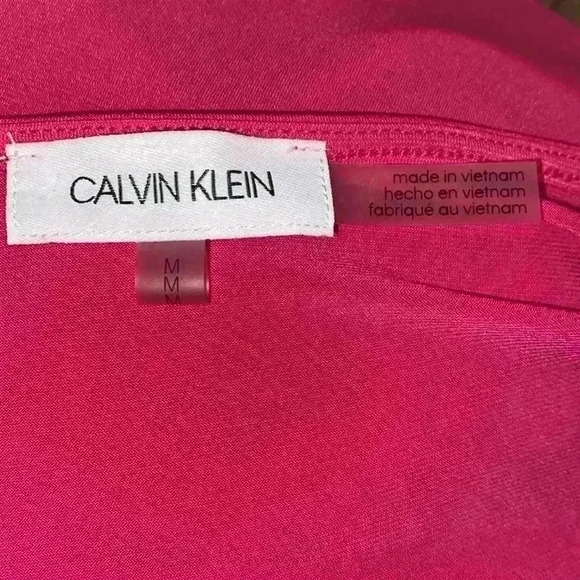 CALVIN KLEIN
made in vietnam
hecho en vietnam
fabriqué au vietnam
M
M
M